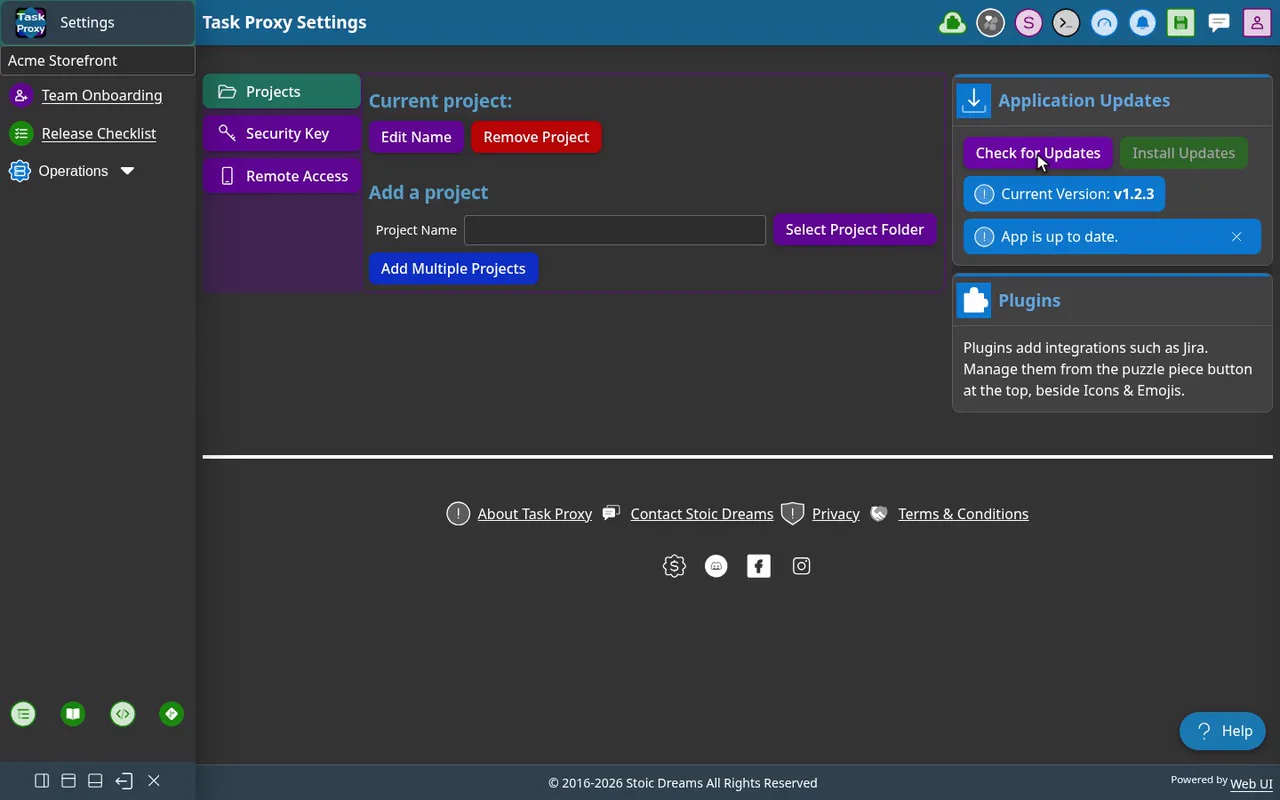 Task Proxy
Settings
Task Proxy Settings
S
Acme Storefront
Team Onboarding
Release Checklist
Operations
Projects
Security Key
Remote Access
Current project:
Edit Name
Remove Project
Add a project
Project Name
Select Project Folder
Add Multiple Projects
Application Updates
Check for Updates
Install Updates
Current Version: v1.2.3
App is up to date.
Plugins
Plugins add integrations such as Jira.
Manage them from the puzzle piece button
at the top, beside Icons & Emojis.
About Task Proxy
Contact Stoic Dreams
Privacy
Terms & Conditions
Help
© 2016-2026 Stoic Dreams All Rights Reserved
Powered by Web UI